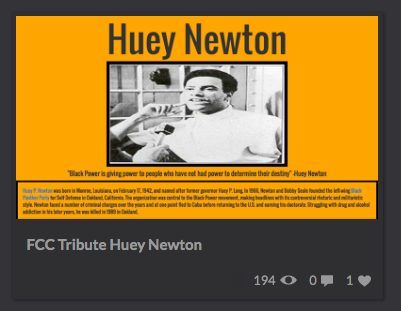 Huey Newton
"Black Power is giving power to people who have not had power to determine their destiny" -Huey Newton
Huey P. Newton was born in Monroe, Louisiana, on February 17, 1942, and named after former governor Huey P. Long. In 1966, Newton and Bobby Seale founded the left-wing Black
Panther Party for Self Defense in Oakland, California. The organization was central to the Black Power movement, making headlines with its controversial rhetoric and militaristic
style. Newton faced a number of criminal charges over the years and at one point fled to Cuba before returning to the U.S. and earning his doctorate. Struggling with drug and alcohol
addiction in his later years, he was killed in 1989 in Oakland.
FCC Tribute Huey Newton
194 0 1